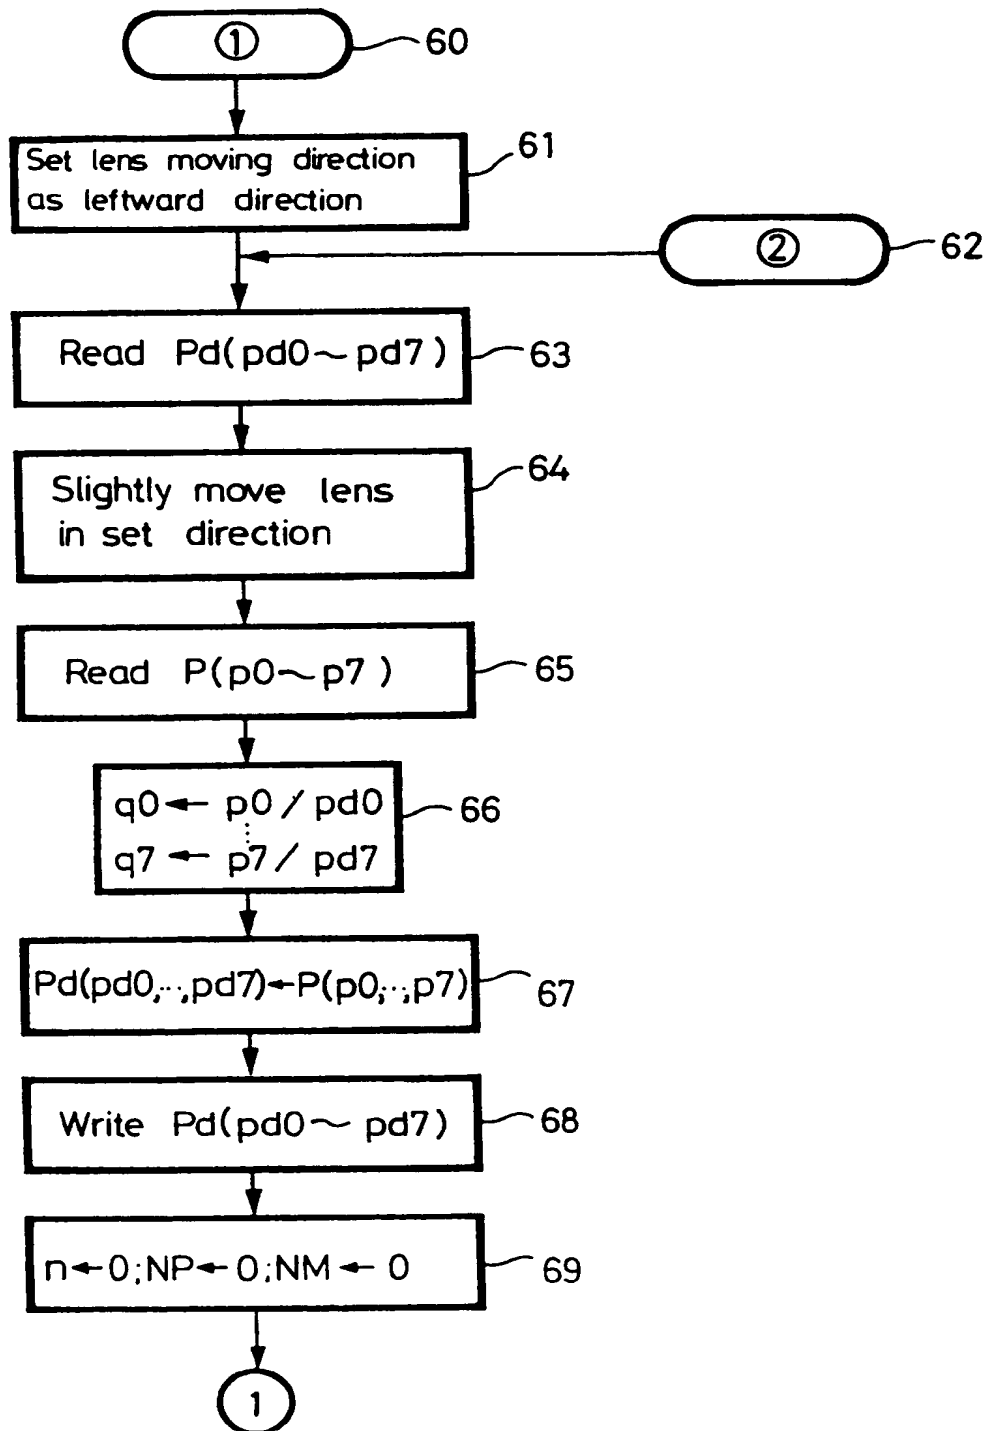 ① 60
Set lens moving direction
as leftward direction
61
② 62
Read Pd(pd0~pd7) 63
Slightly move lens
in set direction
64
Read P(p0~p7) 65
q0← p0/pd0
⋮
q7← p7/pd7
66
Pd(pd0,··,pd7)←P(p0,··,p7) 67
Write Pd(pd0~pd7) 68
n←0;NP←0;NM←0 69
1